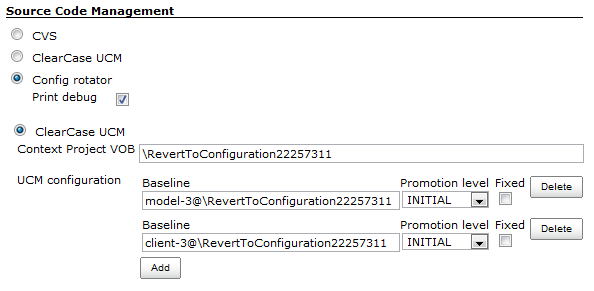 Source Code Management
CVS
ClearCase UCM
Config rotator
Print debug
ClearCase UCM
Context Project VOB \RevertToConfiguration22257311
UCM configuration Baseline Promotion level Fixed
model-3@\RevertToConfiguration22257311 INITIAL Delete
Baseline Promotion level Fixed
client-3@\RevertToConfiguration22257311 INITIAL Delete
Add